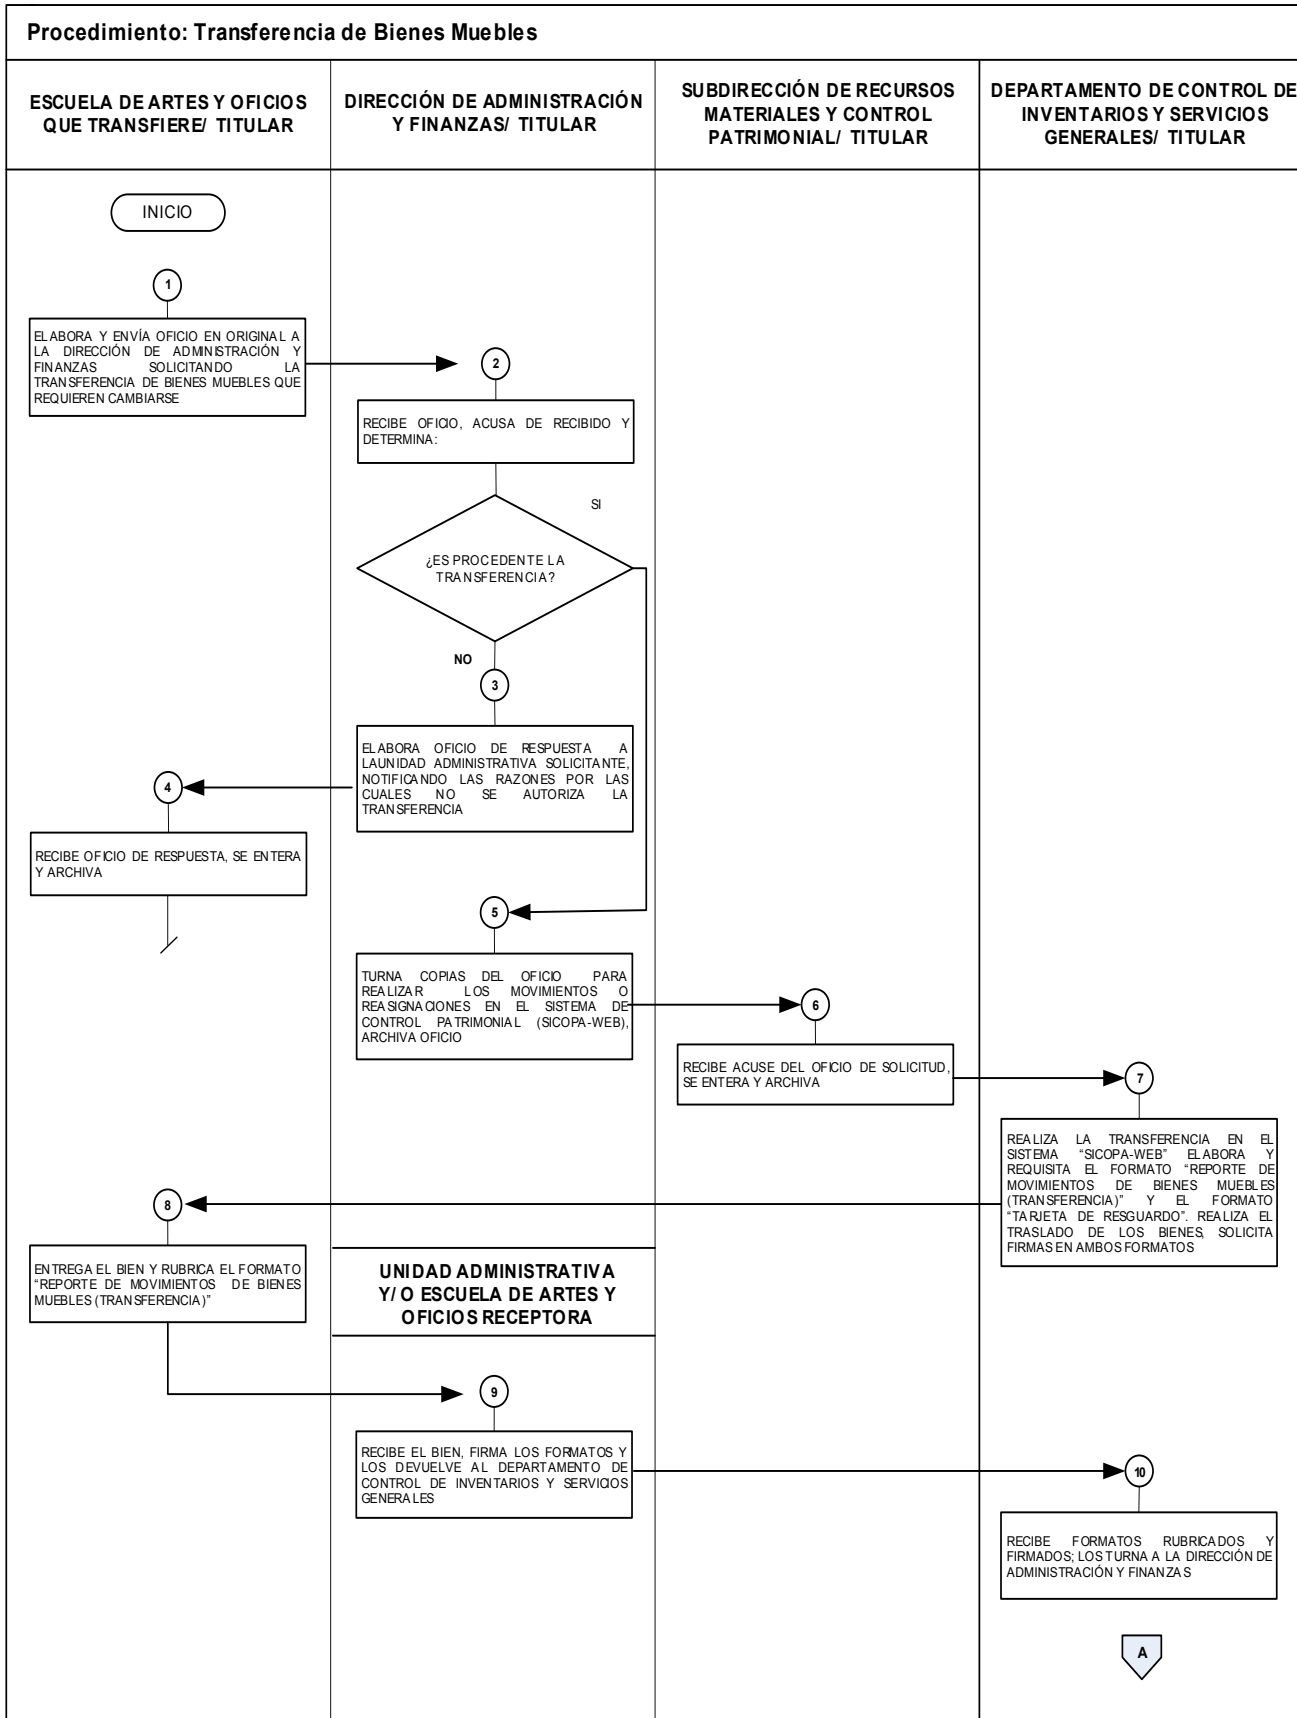 Procedimiento: Transferencia de Bienes Muebles
ESCUELA DE ARTES Y OFICIOS
QUE TRANSFIERE/ TITULAR
DIRECCIÓN DE ADMINISTRACIÓN
Y FINANZAS/ TITULAR
SUBDIRECCIÓN DE RECURSOS
MATERIALES Y CONTROL
PATRIMONIAL/ TITULAR
DEPARTAMENTO DE CONTROL DE
INVENTARIOS Y SERVICIOS
GENERALES/ TITULAR
INICIO
1
ELABORA Y ENVÍA OFICIO EN ORIGINAL A
LA DIRECCIÓN DE ADMINISTRACIÓN Y
FINANZAS SOLICITANDO LA
TRANSFERENCIA DE BIENES MUEBLES QUE
REQUIEREN CAMBIARSE
2
RECIBE OFICIO, ACUSA DE RECIBIDO Y
DETERMINA:
SI
¿ES PROCEDENTE LA
TRANSFERENCIA?
NO
3
ELABORA OFICIO DE RESPUESTA A
LAUNIDAD ADMINISTRATIVA SOLICITANTE,
NOTIFICANDO LAS RAZONES POR LAS
CUALES NO SE AUTORIZA LA
TRANSFERENCIA
4
RECIBE OFICIO DE RESPUESTA, SE ENTERA
Y ARCHIVA
5
TURNA COPIAS DEL OFICIO PARA
REALIZAR LOS MOVIMIENTOS O
REASIGNACIONES EN EL SISTEMA DE
CONTROL PATRIMONIAL (SICOPA-WEB),
ARCHIVA OFICIO
6
RECIBE ACUSE DEL OFICIO DE SOLICITUD,
SE ENTERA Y ARCHIVA
7
REALIZA LA TRANSFERENCIA EN EL
SISTEMA “SICOPA-WEB” ELABORA Y
REQUISITA EL FORMATO “REPORTE DE
MOVIMIENTOS DE BIENES MUEBLES
(TRANSFERENCIA)” Y EL FORMATO
“TARJETA DE RESGUARDO”. REALIZA EL
TRASLADO DE LOS BIENES, SOLICITA
FIRMAS EN AMBOS FORMATOS
8
ENTREGA EL BIEN Y RUBRICA EL FORMATO
“REPORTE DE MOVIMIENTOS DE BIENES
MUEBLES (TRANSFERENCIA)”
UNIDAD ADMINISTRATIVA
Y/ O ESCUELA DE ARTES Y
OFICIOS RECEPTORA
9
RECIBE EL BIEN, FIRMA LOS FORMATOS Y
LOS DEVUELVE AL DEPARTAMENTO DE
CONTROL DE INVENTARIOS Y SERVICIOS
GENERALES
10
RECIBE FORMATOS RUBRICADOS Y
FIRMADOS; LOS TURNA A LA DIRECCIÓN DE
ADMINISTRACIÓN Y FINANZAS
A